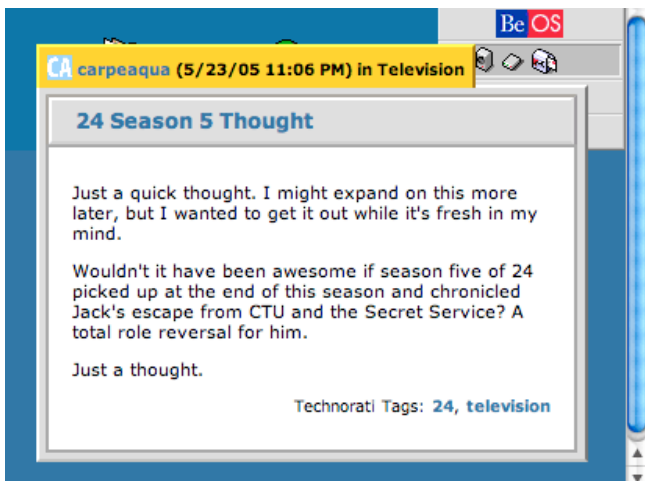 Be OS
CA carpeaqua (5/23/05 11:06 PM) in Television
24 Season 5 Thought
Just a quick thought. I might expand on this more
later, but I wanted to get it out while it's fresh in my
mind.
Wouldn't it have been awesome if season five of 24
picked up at the end of this season and chronicled
Jack's escape from CTU and the Secret Service? A
total role reversal for him.
Just a thought.
Technorati Tags: 24, television